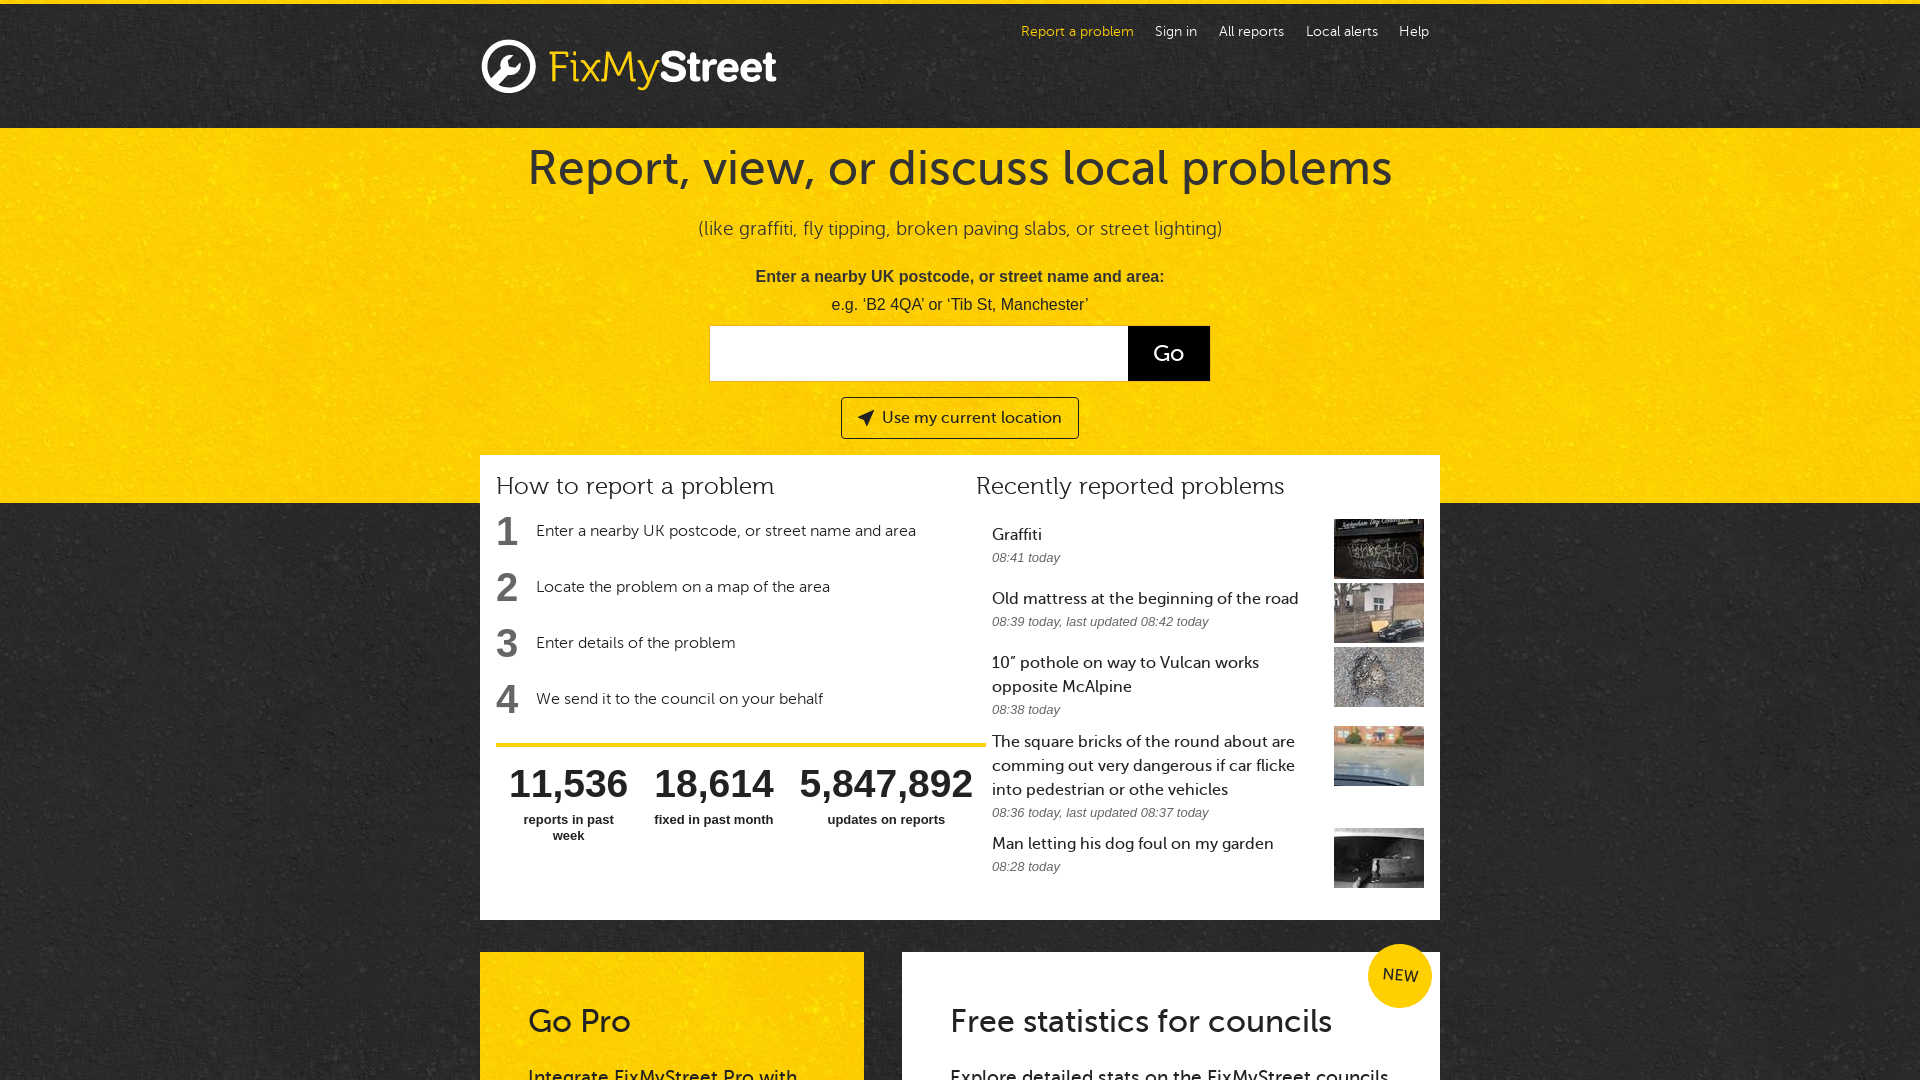 Report a problem
Sign in
All reports
Local alerts
Help
FixMyStreet
Report, view, or discuss local problems
(like graffiti, fly tipping, broken paving slabs, or street lighting)
Enter a nearby UK postcode, or street name and area:
e.g. ‘B2 4QA’ or ‘Tib St, Manchester’
Go
Use my current location
How to report a problem
1 Enter a nearby UK postcode, or street name and area
2 Locate the problem on a map of the area
3 Enter details of the problem
4 We send it to the council on your behalf
11,536
reports in past
week
18,614
fixed in past month
5,847,892
updates on reports
Recently reported problems
Graffiti
08:41 today
Old mattress at the beginning of the road
08:39 today, last updated 08:42 today
10” pothole on way to Vulcan works
opposite McAlpine
08:38 today
The square bricks of the round about are
comming out very dangerous if car flicke
into pedestrian or othe vehicles
08:36 today, last updated 08:37 today
Man letting his dog foul on my garden
08:28 today
Go Pro
Integrate FixMyStreet Pro with
NEW
Free statistics for councils
Explore detailed stats on the FixMyStreet councils